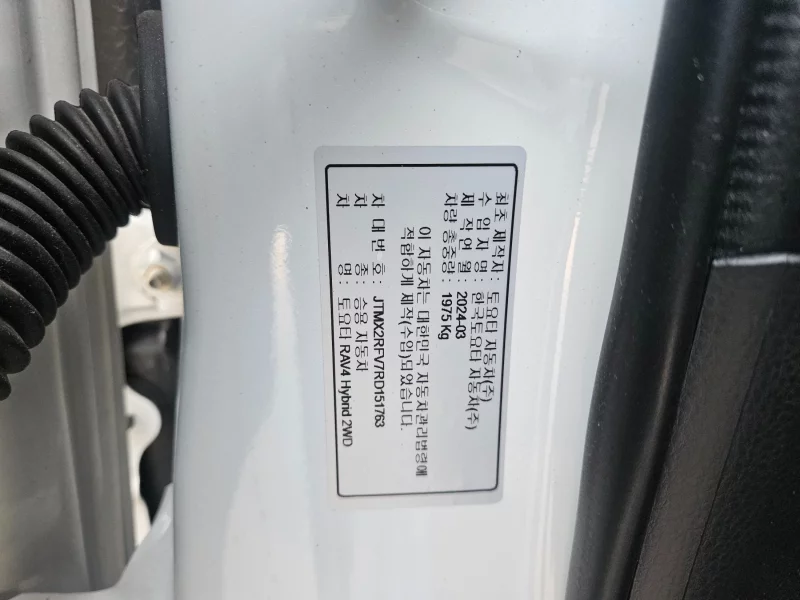 최초 제작자 : 토요타 자동차(주)
수 입 자 명 : 한국토요타 자동차(주)
제 작 연 월 : 2024-03
차량 총중량 : 1975 Kg
이 자동차는 대한민국 자동차관리법령에
적합하게 제작(수입)되었습니다.
차 대 번 호 : JTMX2RFV7RD151763
차 종 : 승용 자동차
차 명 : 토요타 RAV4 Hybrid 2WD